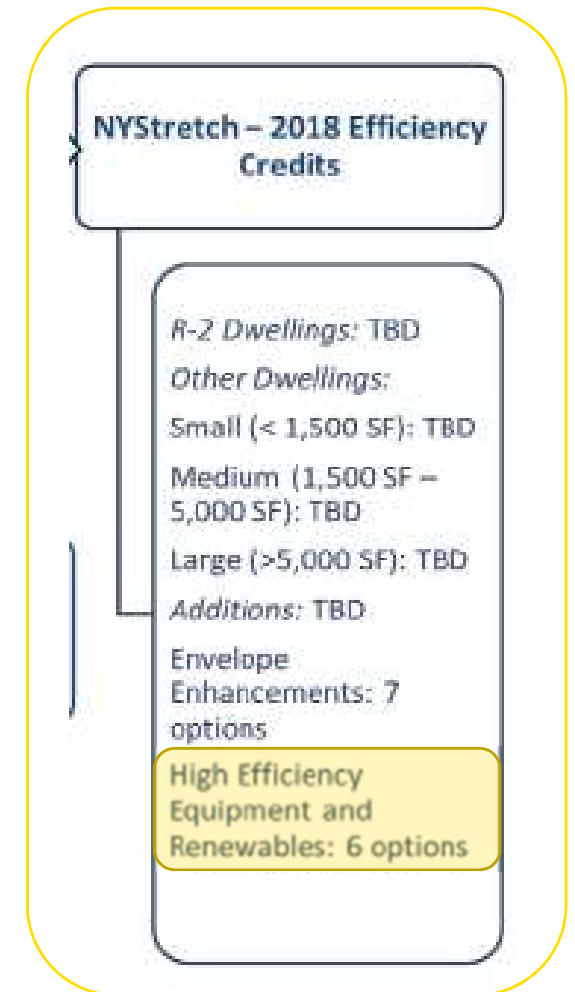 NYStretch – 2018 Efficiency
Credits
R-2 Dwellings: TBD
Other Dwellings:
Small (< 1,500 SF): TBD
Medium (1,500 SF –
5,000 SF): TBD
Large (>5,000 SF): TBD
Additions: TBD
Envelope
Enhancements: 7
options
High Efficiency
Equipment and
Renewables: 6 options